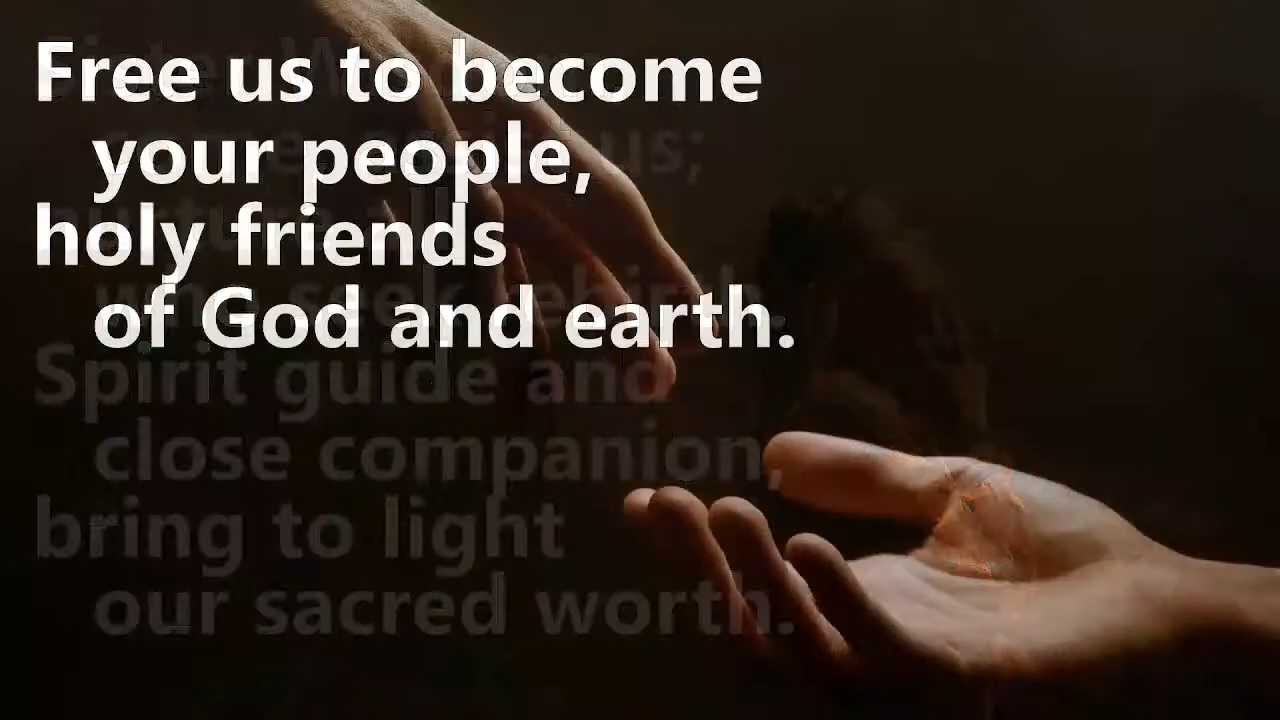 Free us to become
your people,
holy friends
of God and earth.
Spirit guide and
close companion,
bring to light
our sacred worth.